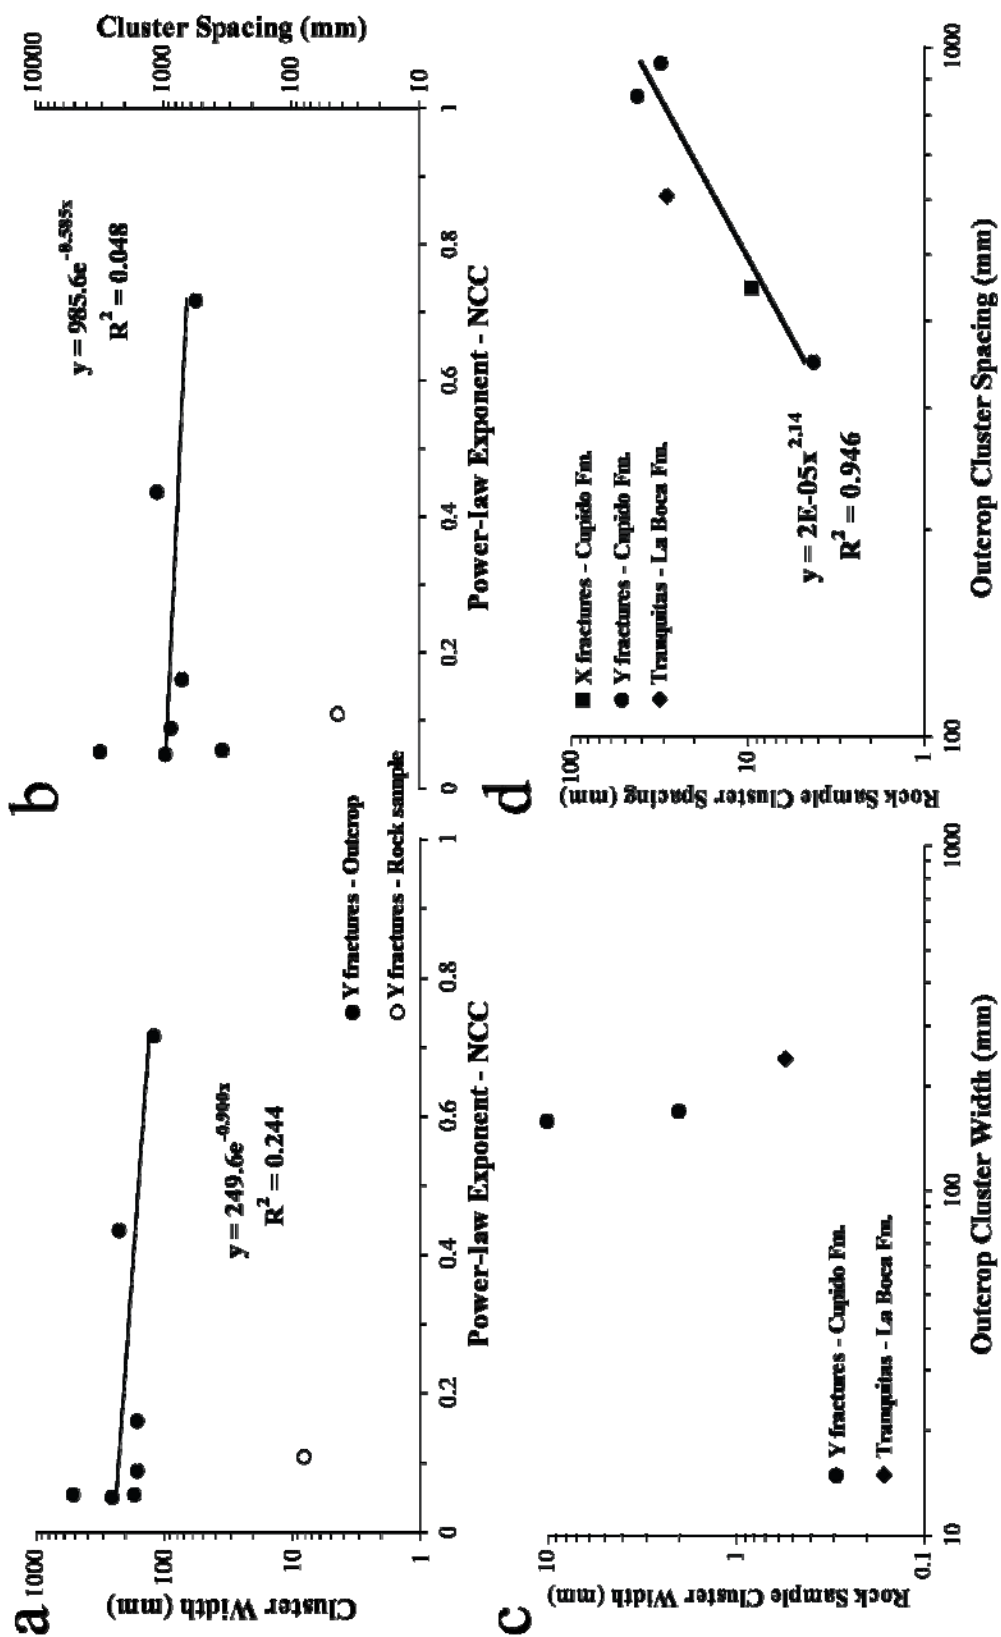 a
1000
100
10
1
Cluster Width (mm)
0
0.2
0.4
0.6
0.8
1
Power-law Exponent - NCC
y = 249.6e^-0.900x
R² = 0.244
Y fractures - Outcrop
Y fractures - Rock sample
b
10000
1000
100
10
Cluster Spacing (mm)
0
0.2
0.4
0.6
0.8
1
Power-law Exponent - NCC
y = 985.6e^-0.585x
R² = 0.048
c
10
1
0.1
Rock Sample Cluster Width (mm)
10
100
1000
Outcrop Cluster Width (mm)
Y fractures - Cupido Fm.
Tranquitas - La Boca Fm.
d
100
10
1
Rock Sample Cluster Spacing (mm)
100
1000
Outcrop Cluster Spacing (mm)
X fractures - Cupido Fm.
Y fractures - Cupido Fm.
Tranquitas - La Boca Fm.
y = 2E-05x^2.14
R² = 0.946